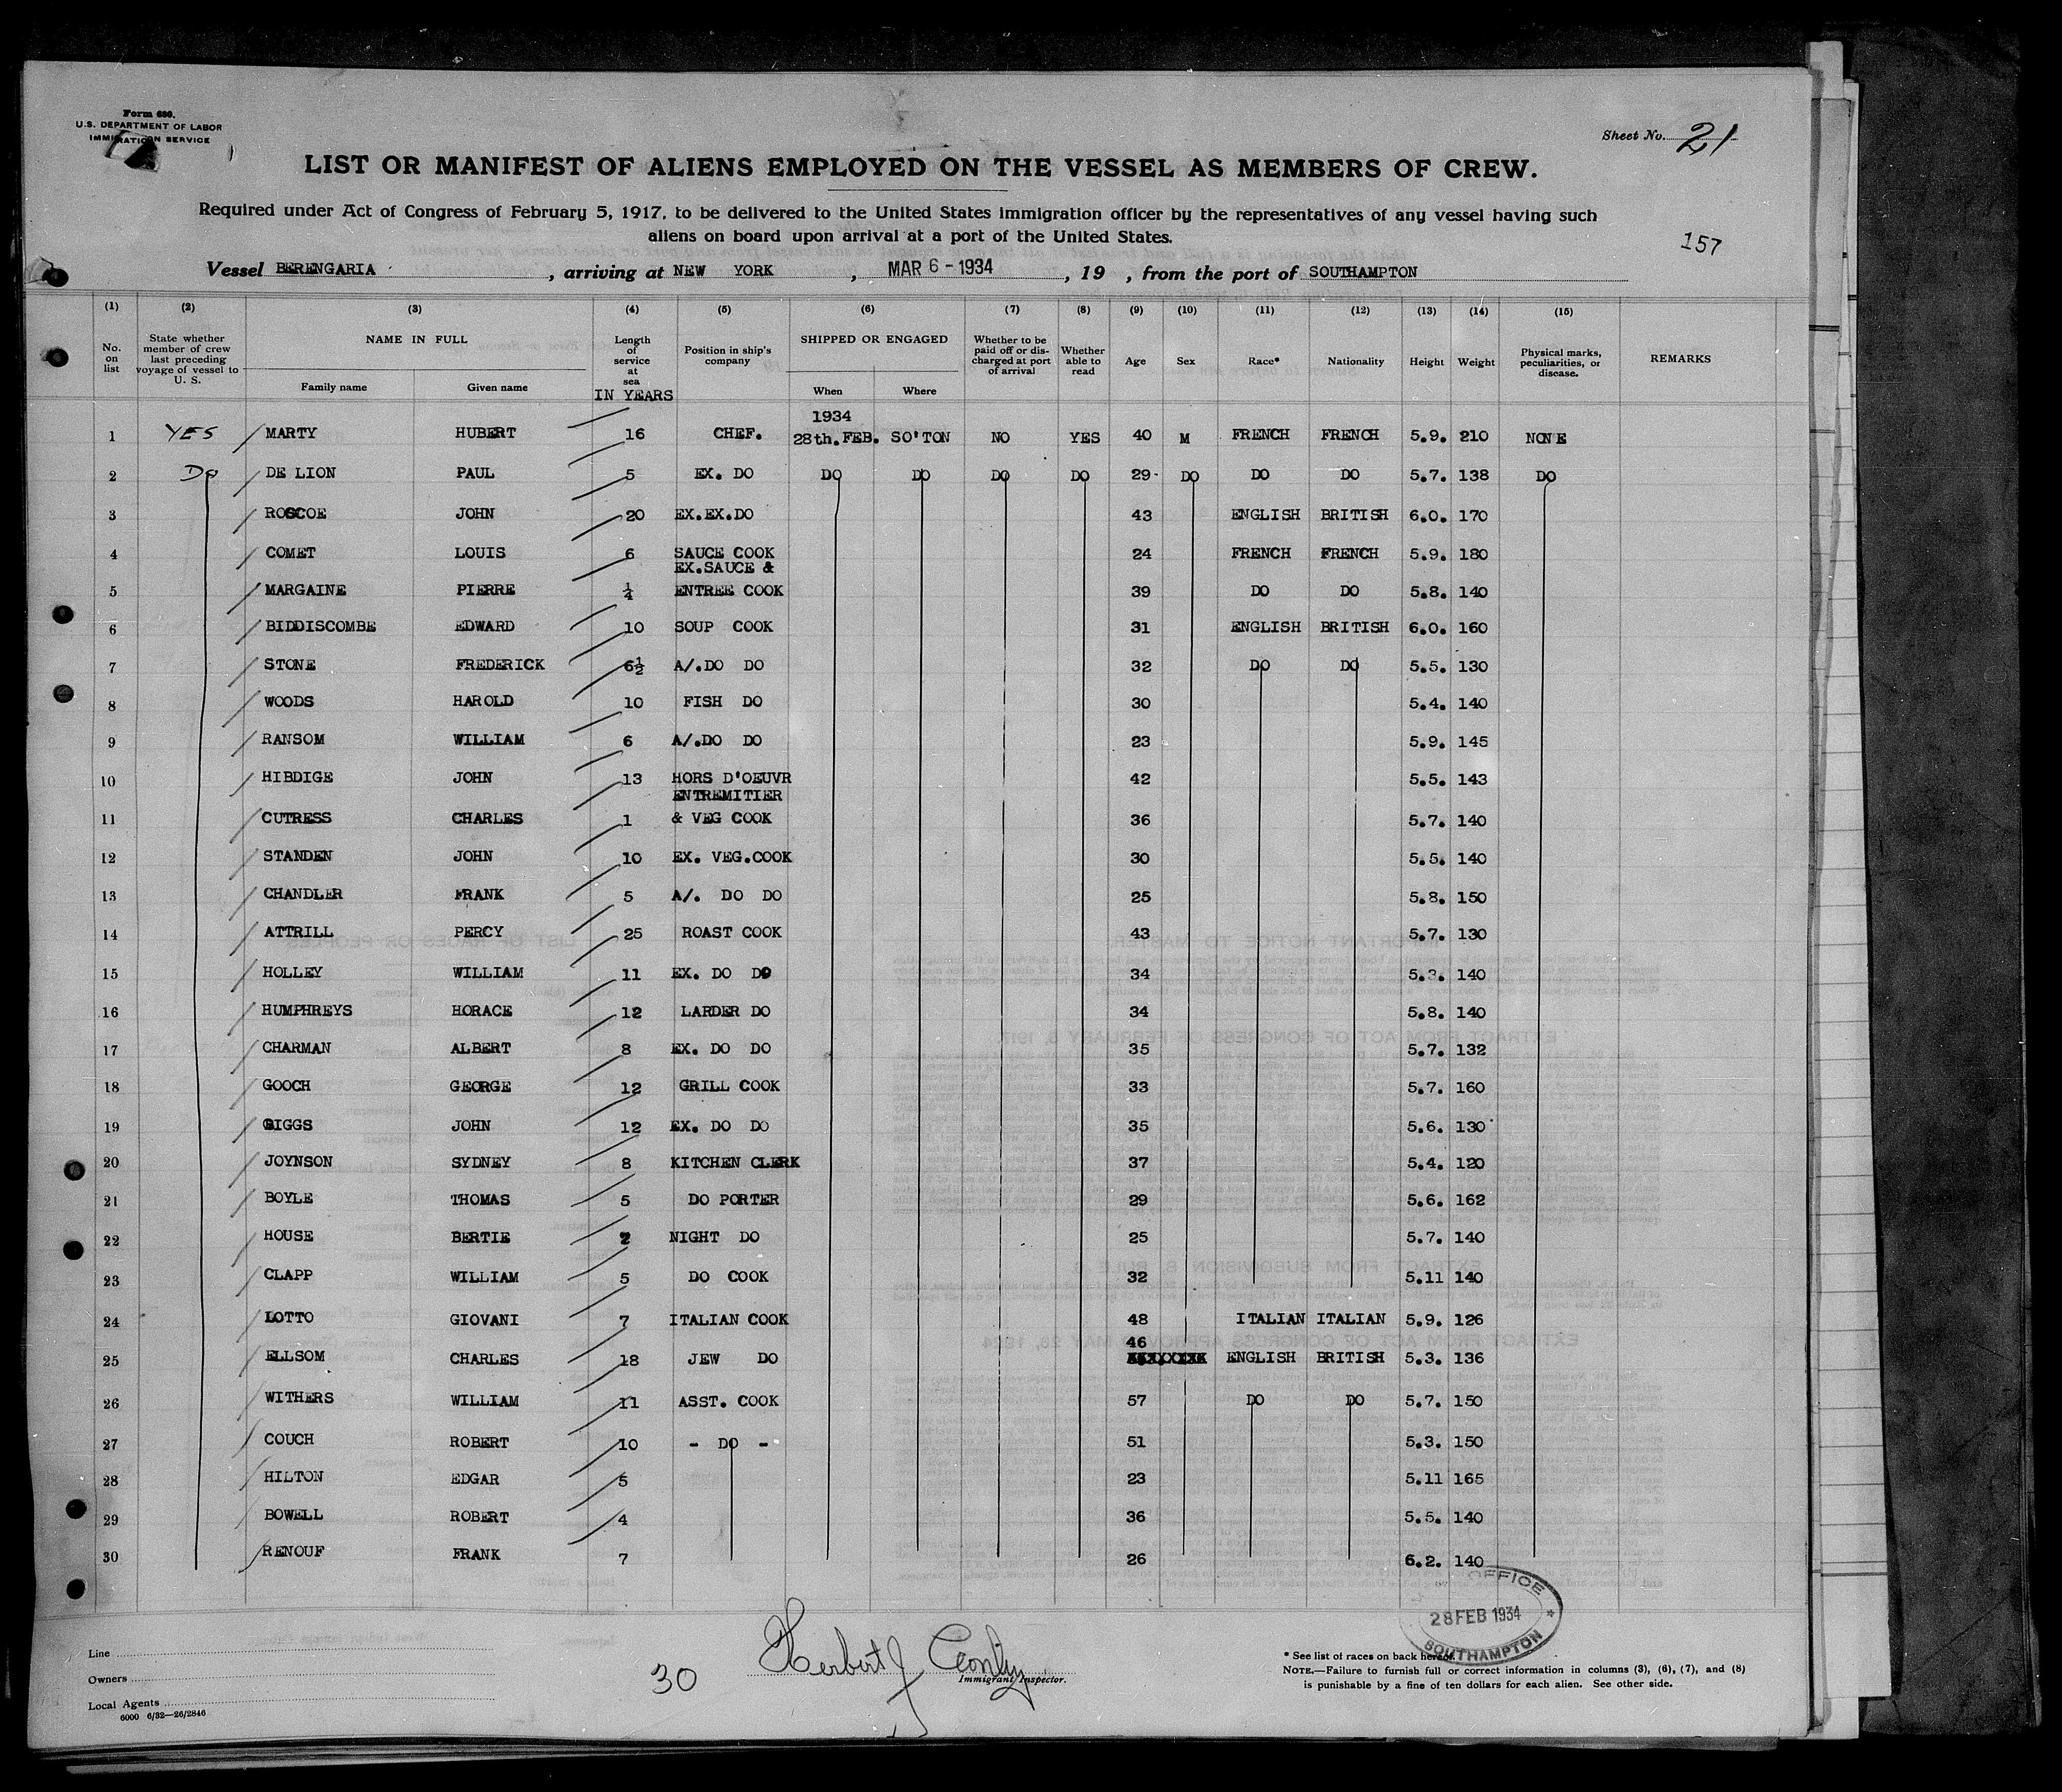 Form 680.
U.S. DEPARTMENT OF LABOR
IMMIGRATION SERVICE
Sheet No. 21
LIST OR MANIFEST OF ALIENS EMPLOYED ON THE VESSEL AS MEMBERS OF CREW.
Required under Act of Congress of February 5, 1917, to be delivered to the United States immigration officer by the representatives of any vessel having such
aliens on board upon arrival at a port of the United States.
157
Vessel BERENGARIA, arriving at NEW YORK, MAR 6 - 1934, 19 , from the port of SOUTHAMPTON
(1) (2) (3) (4) (5) (6) (7) (8) (9) (10) (11) (12) (13) (14) (15)
No. on list | State whether member of crew last preceding voyage of vessel to U. S. | NAME IN FULL Family name Given name | Length of service at sea IN YEARS | Position in ship's company | SHIPPED OR ENGAGED When Where | Whether to be paid off or discharged at port of arrival | Whether able to read | Age | Sex | Race* | Nationality | Height | Weight | Physical marks, peculiarities, or disease. | REMARKS
1934
1 YES MARTY HUBERT 16 CHEF. 28th.FEB. SO'TON NO YES 40 M FRENCH FRENCH 5.9. 210 NONE
2 Do DE LION PAUL 5 EX. DO DO DO DO DO 29 DO DO DO 5.7. 138 DO
3 ROSCOE JOHN 20 EX.EX.DO 43 ENGLISH BRITISH 6.0. 170
4 COMET LOUIS 6 SAUCE COOK 24 FRENCH FRENCH 5.9. 180
EX.SAUCE &
5 MARGAINE PIERRE ¼ ENTREE COOK 39 DO DO 5.8. 140
6 BIDDISCOMBE EDWARD 10 SOUP COOK 31 ENGLISH BRITISH 6.0. 160
7 STONE FREDERICK 6½ A/.DO DO 32 DO DO 5.5. 130
8 WOODS HAROLD 10 FISH DO 30 5.4. 140
9 RANSOM WILLIAM 6 A/.DO DO 23 5.9. 145
10 HIBDIGE JOHN 13 HORS D'OEUVR 42 5.5. 143
ENTREMITIER
11 CUTRESS CHARLES 1 & VEG COOK 36 5.7. 140
12 STANDEN JOHN 10 EX. VEG.COOK 30 5.5. 140
13 CHANDLER FRANK 5 A/. DO DO 25 5.8. 150
14 ATTRILL PERCY 25 ROAST COOK 43 5.7. 130
15 HOLLEY WILLIAM 11 EX. DO DO 34 5.3. 140
16 HUMPHREYS HORACE 12 LARDER DO 34 5.8. 140
17 CHARMAN ALBERT 8 EX. DO DO 35 5.7. 132
18 GOOCH GEORGE 12 GRILL COOK 33 5.7. 160
19 BIGGS JOHN 12 EX. DO DO 35 5.6. 130
20 JOYNSON SYDNEY 8 KITCHEN CLERK 37 5.4. 120
21 BOYLE THOMAS 5 DO PORTER 29 5.6. 162
22 HOUSE BERTIE 2 NIGHT DO 25 5.7. 140
23 CLAPP WILLIAM 5 DO COOK 32 5.11 140
24 LOTTO GIOVANI 7 ITALIAN COOK 48 ITALIAN ITALIAN 5.9. 126
46
25 ELLSOM CHARLES 18 JEW DO ENGLISH BRITISH 5.3. 136
26 WITHERS WILLIAM 11 ASST. COOK 57 DO DO 5.7. 150
27 COUCH ROBERT 10 - DO - 51 5.3. 150
28 HILTON EDGAR 5 23 5.11 165
29 BOWELL ROBERT 4 36 5.5. 140
30 RENOUF FRANK 7 26 6.2. 140
OFFICE
28 FEB 1934
SOUTHAMPTON
Line
Owners
Local Agents
6000 6/32—26/2846
30
Herbert J Conly
Immigrant Inspector.
* See list of races on back hereof.
NOTE.—Failure to furnish full or correct information in columns (3), (6), (7), and (8)
is punishable by a fine of ten dollars for each alien. See other side.